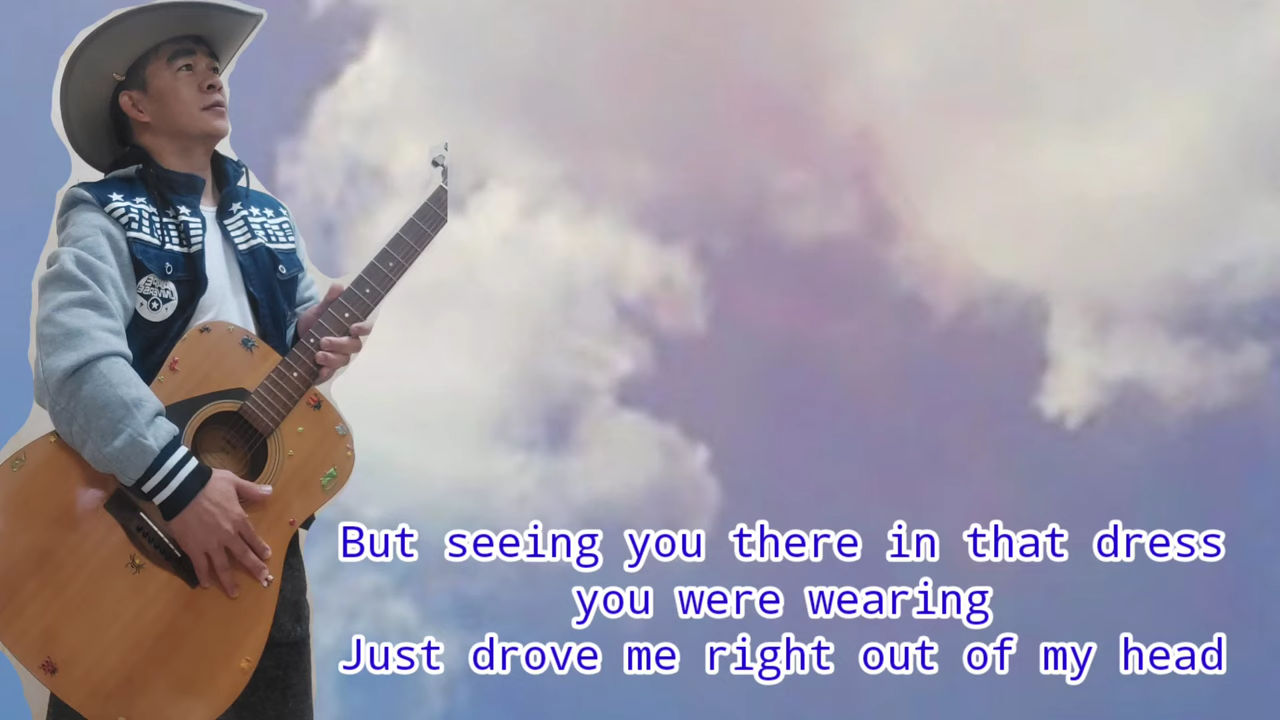 But seeing you there in that dress
you were wearing
Just drove me right out of my head